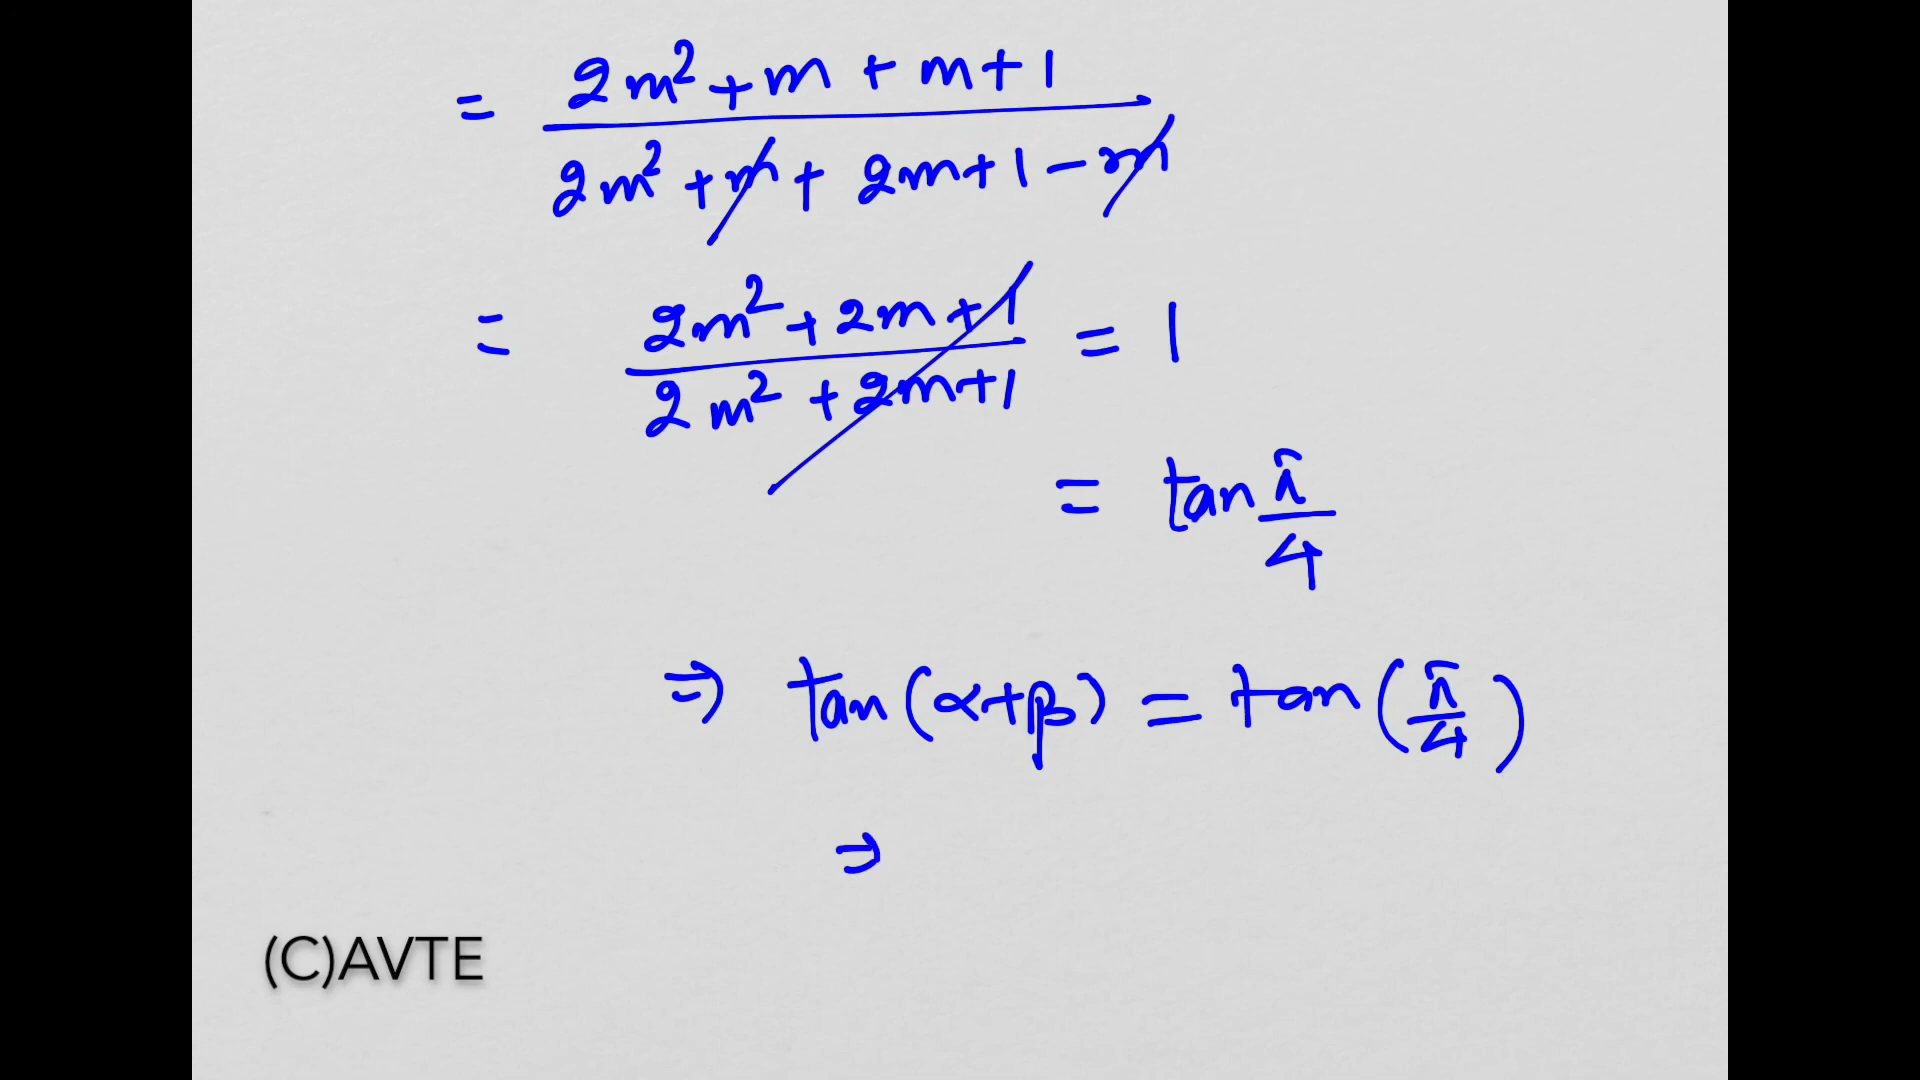 = (2m² + m + m + 1) / (2m² + m + 2m + 1 - m)
= (2m² + 2m + 1) / (2m² + 2m + 1) = 1
= tan π/4
⇒ tan (α+β) = tan (π/4)
⇒
(C)AVTE